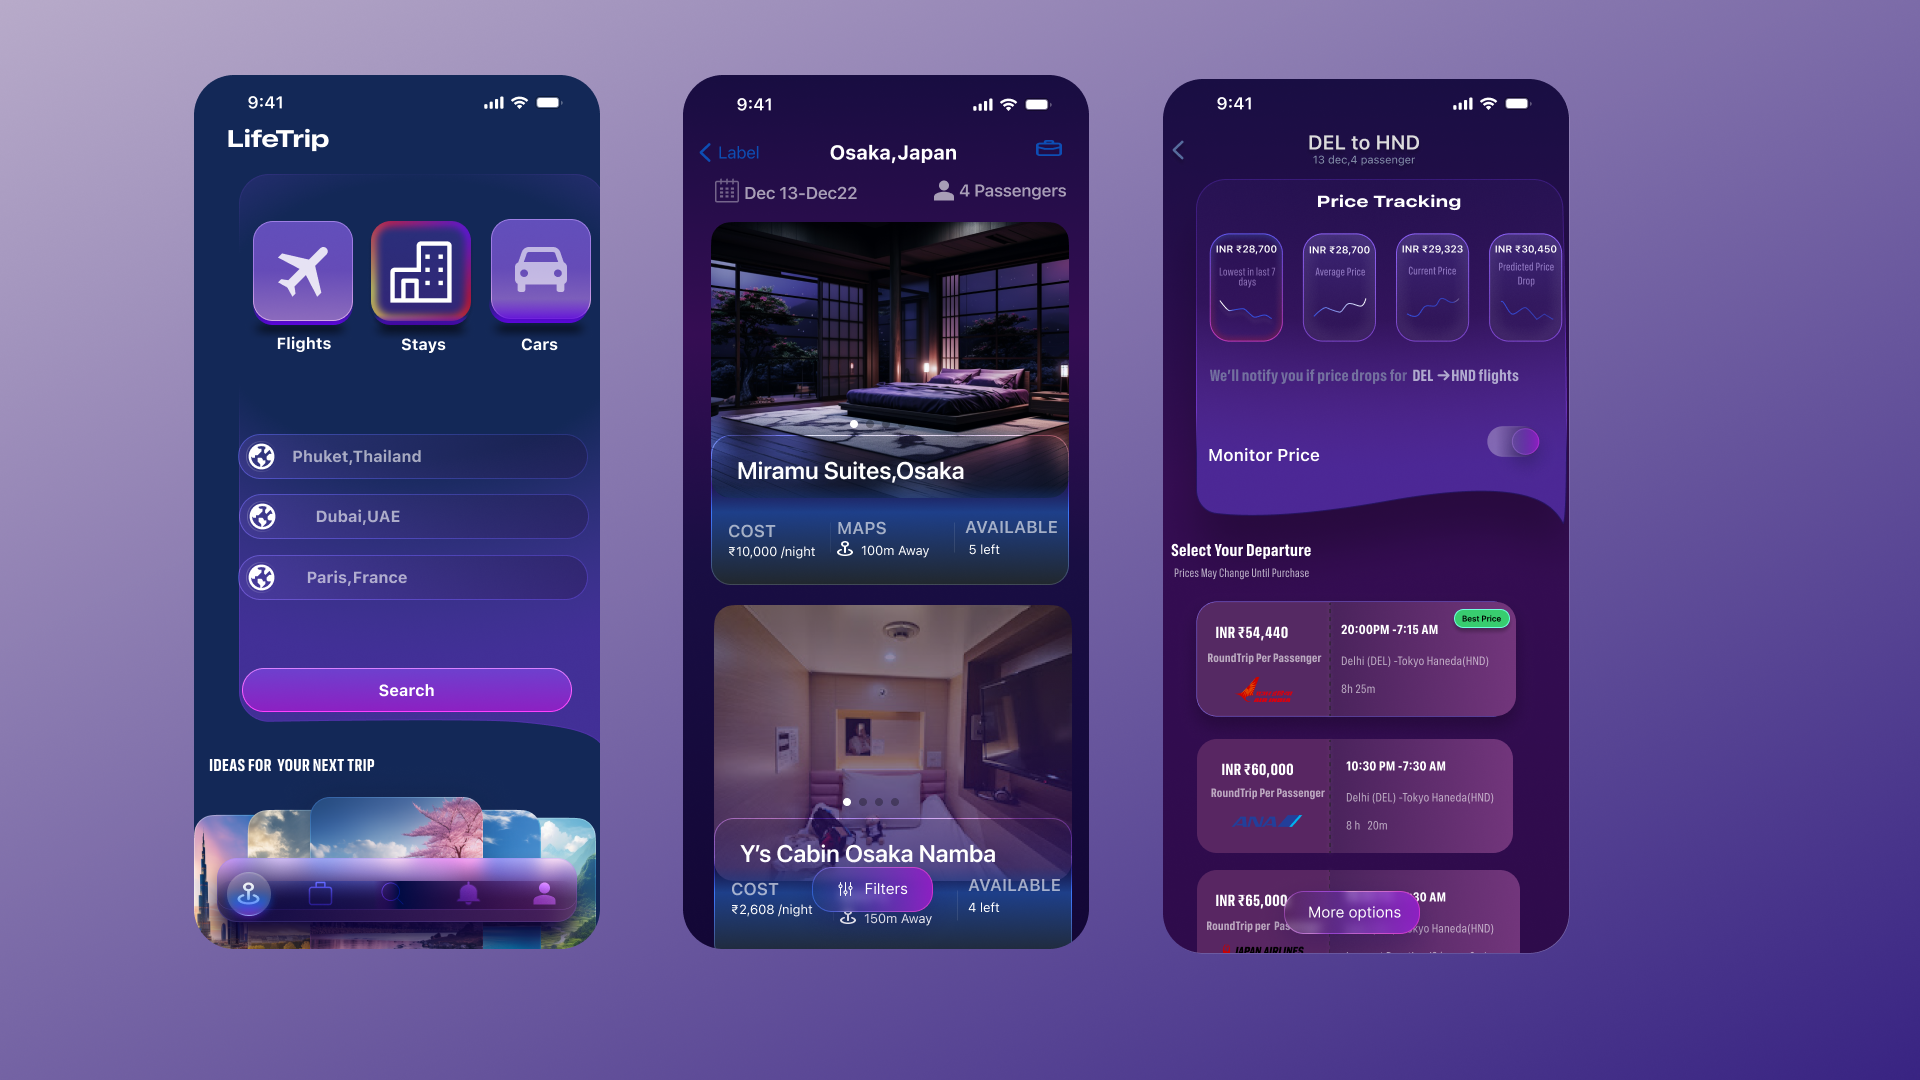 9:41
LifeTrip
Flights
Stays
Cars
Phuket,Thailand
Dubai,UAE
Paris,France
Search
IDEAS FOR YOUR NEXT TRIP
9:41
Label
Osaka,Japan
Dec 13-Dec22
4 Passengers
Miramu Suites,Osaka
COST
MAPS
AVAILABLE
₹10,000 /night
100m Away
5 left
Y's Cabin Osaka Namba
COST
AVAILABLE
Filters
₹2,608 /night
150m Away
4 left
9:41
DEL to HND
13 dec,4 passenger
Price Tracking
INR ₹28,700
Lowest in last 7
days
INR ₹28,700
Average Price
INR ₹29,323
Current Price
INR ₹30,450
Predicted Price
Drop
We'll notify you if price drops for DEL →HND flights
Monitor Price
Select Your Departure
Prices May Change Until Purchase
INR ₹54,440
RoundTrip Per Passenger
20:00PM -7:15 AM
Best Price
Delhi (DEL) -Tokyo Haneda(HND)
8h 25m
INR ₹60,000
RoundTrip Per Passenger
ANA
10:30 PM -7:30 AM
Delhi (DEL) -Tokyo Haneda(HND)
8 h 20m
INR ₹65,000
RoundTrip per
30 AM
More options
kyo Haneda(HND)
JAPAN AIRLINES